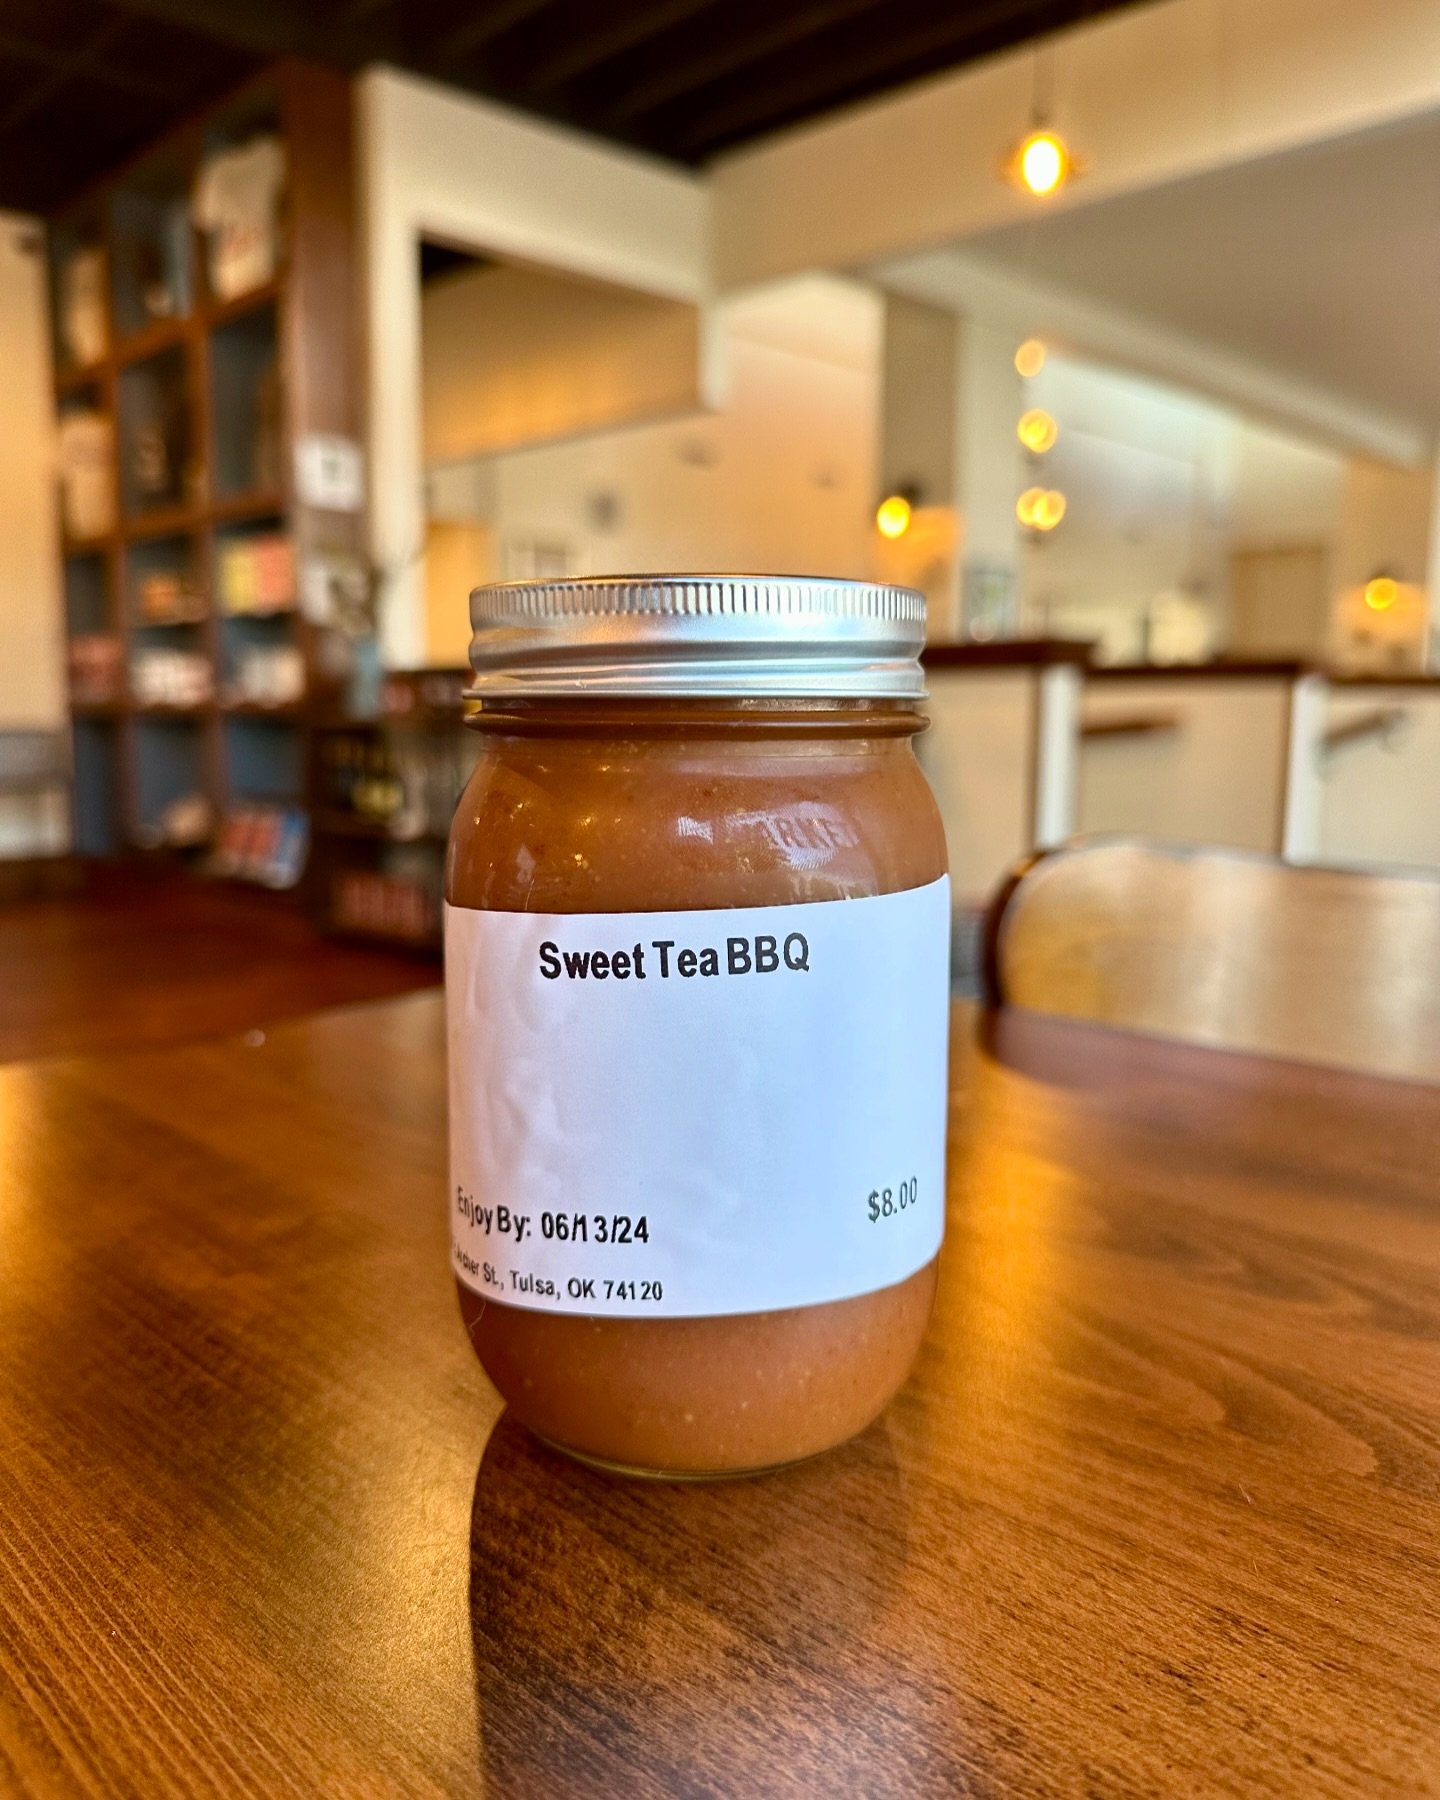 Sweet Tea BBQ
Enjoy By: 06/13/24
$8.00
St., Tulsa, OK 74120